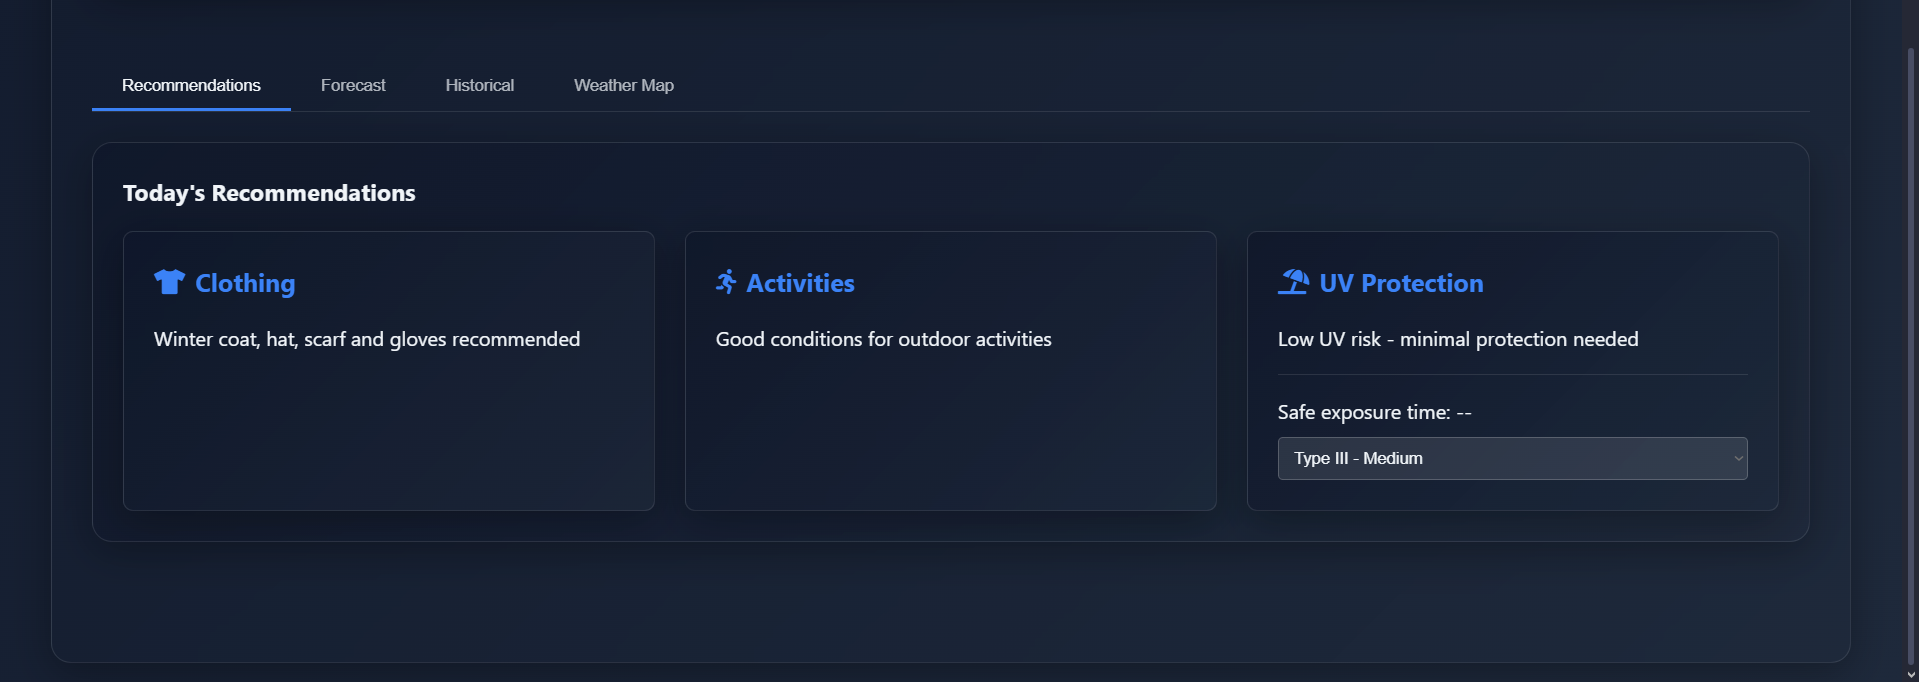 Recommendations
Forecast
Historical
Weather Map
Today's Recommendations
Clothing
Winter coat, hat, scarf and gloves recommended
Activities
Good conditions for outdoor activities
UV Protection
Low UV risk - minimal protection needed
Safe exposure time: --
Type III - Medium